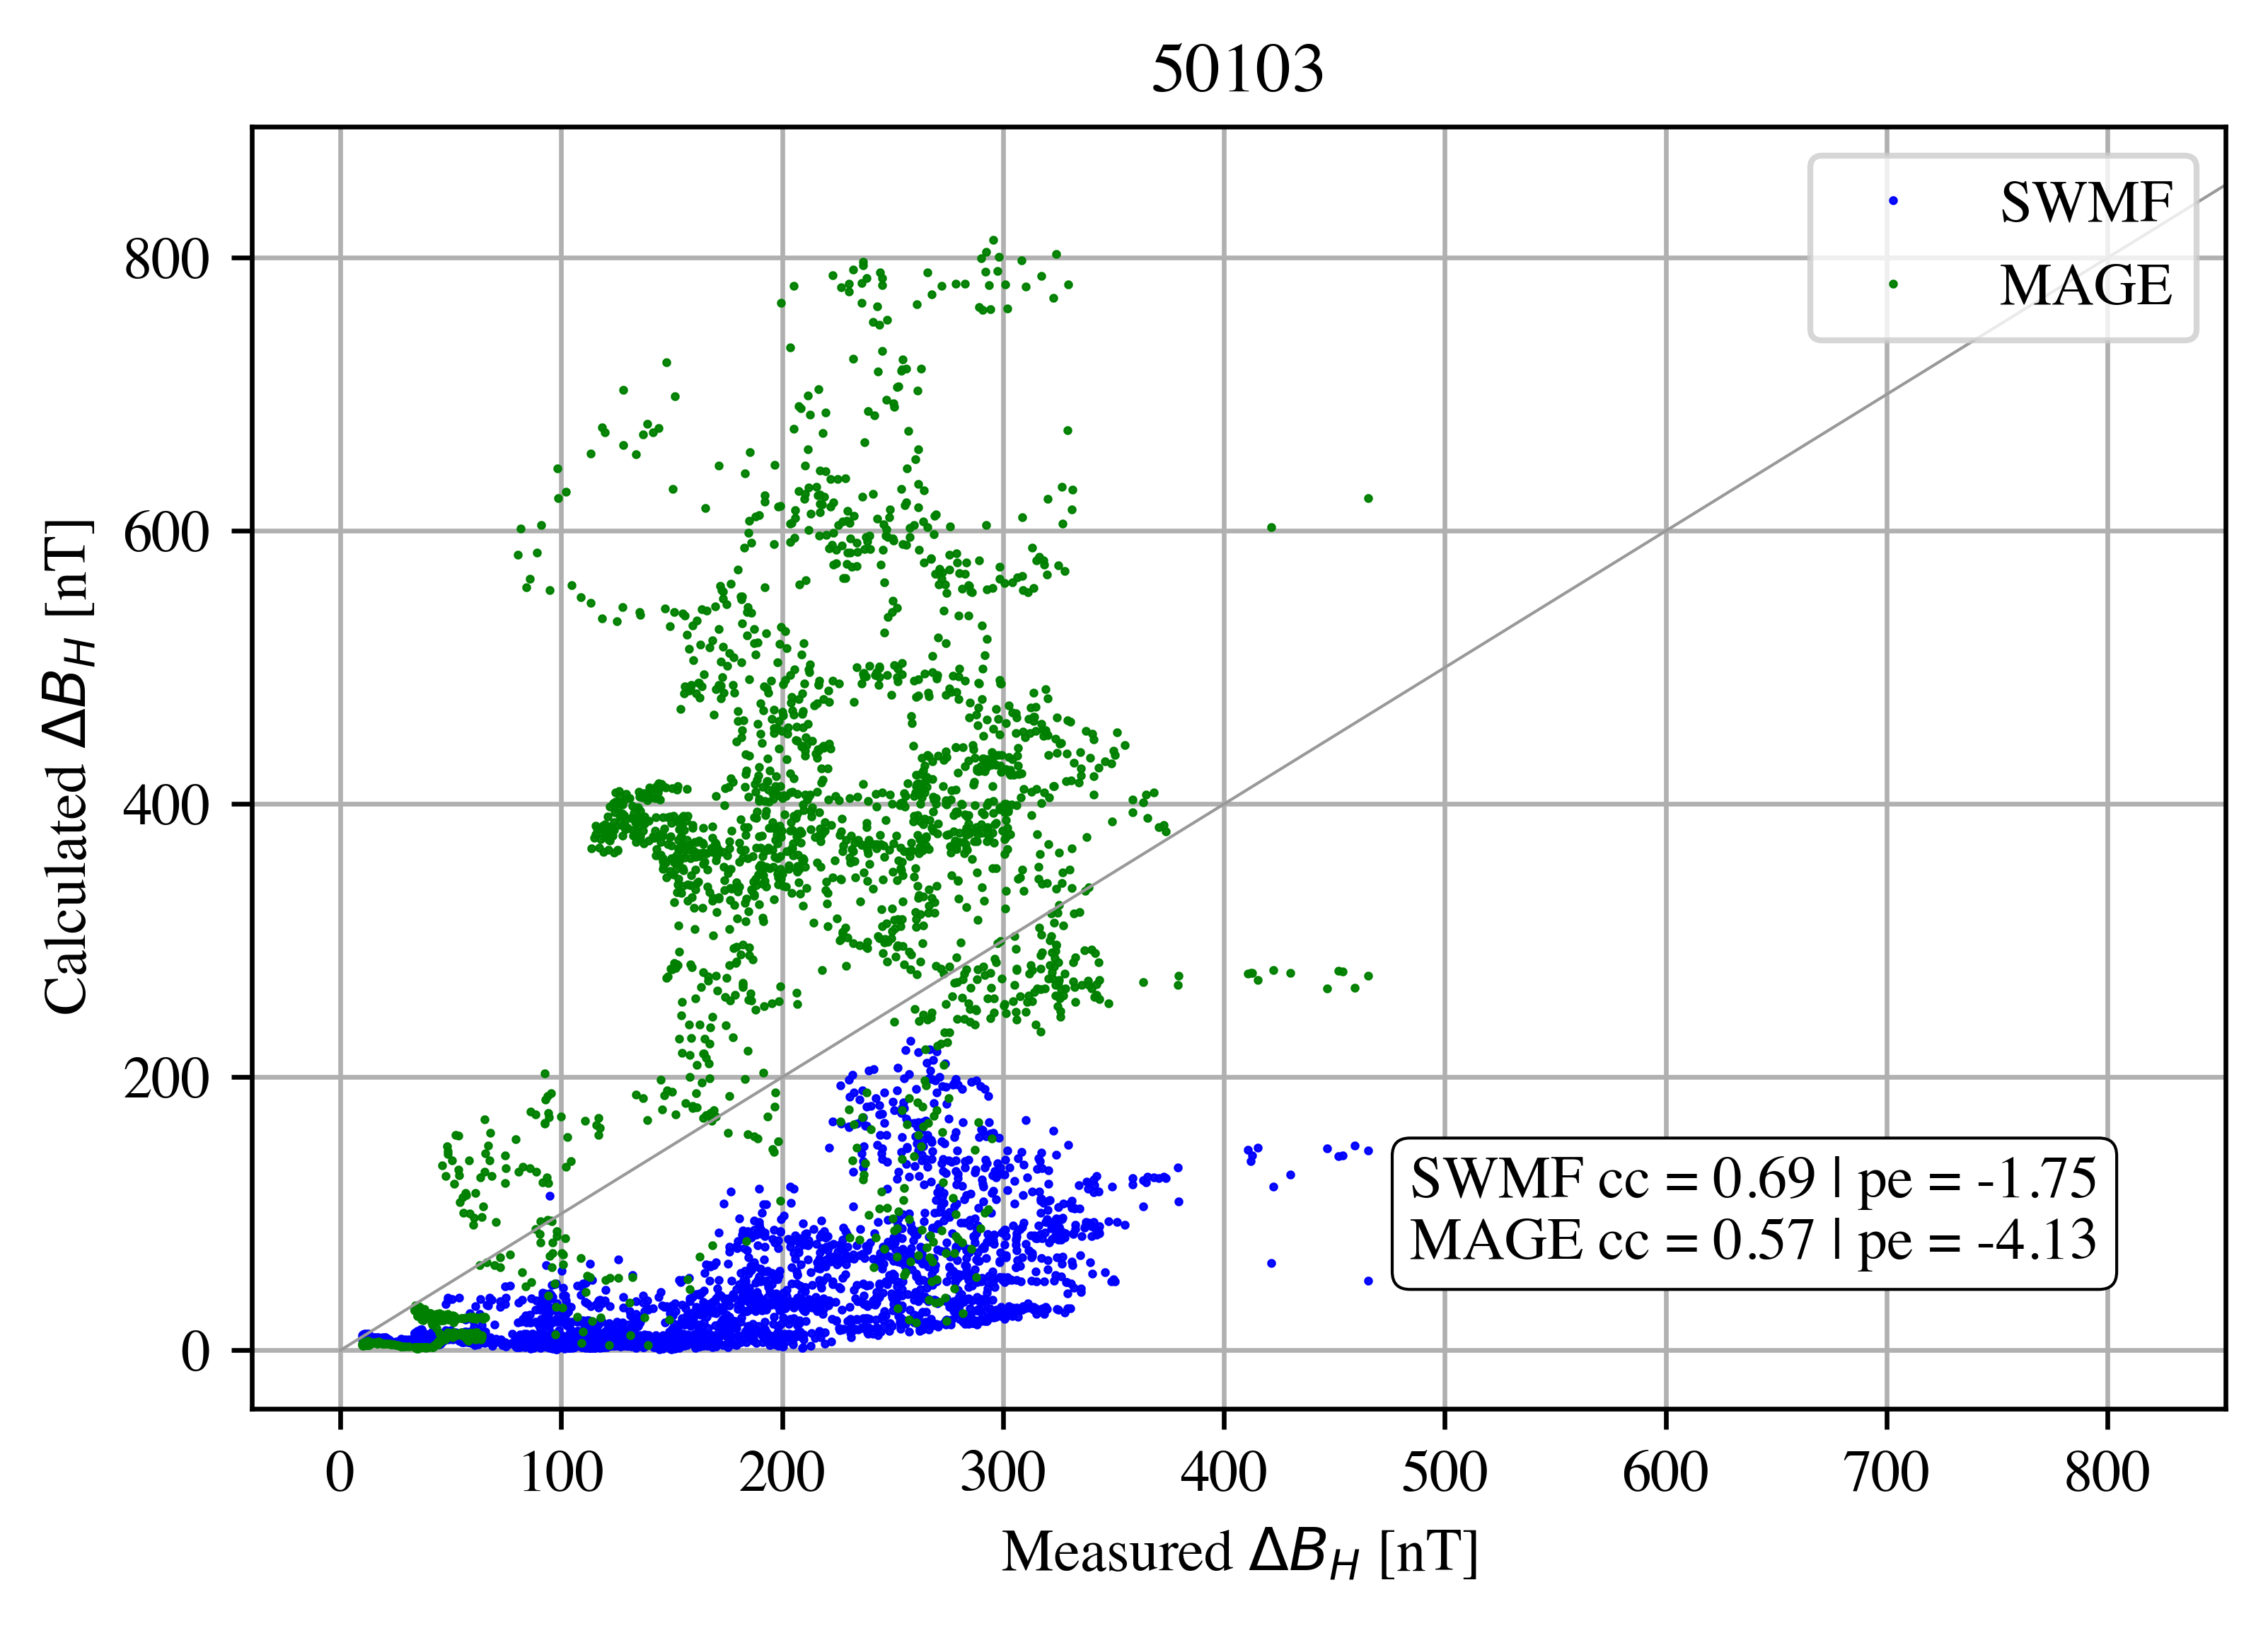 50103
Calculated ΔB_H [nT]
800
600
400
200
0
SWMF
MAGE
SWMF cc = 0.69 | pe = -1.75
MAGE cc = 0.57 | pe = -4.13
0 100 200 300 400 500 600 700 800
Measured ΔB_H [nT]